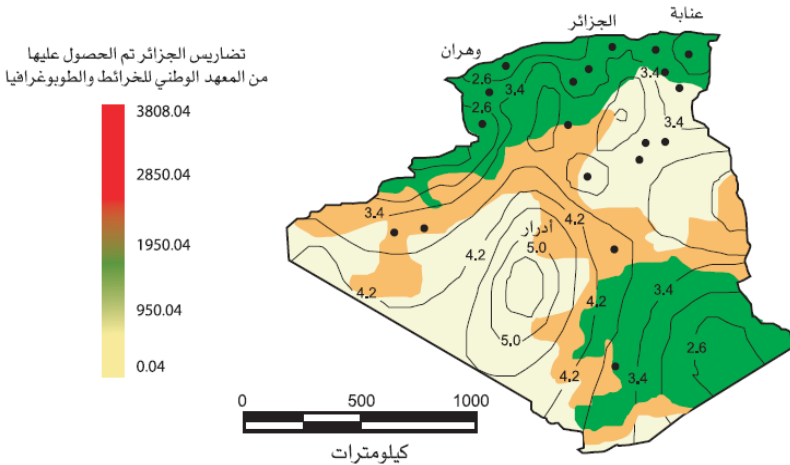 عنابة
الجزائر
وهران
تضاريس الجزائر تم الحصول عليها
من المعهد الوطني للخرائط والطوبوغرافيا
3808.04
2850.04
1950.04
950.04
0.04
2.6
3.4
2.6
3.4
3.4
3.4
أدرار
4.2
5.0
4.2
4.2
4.2
3.4
5.0
2.6
4.2
3.4
0 500 1000
كيلومترات